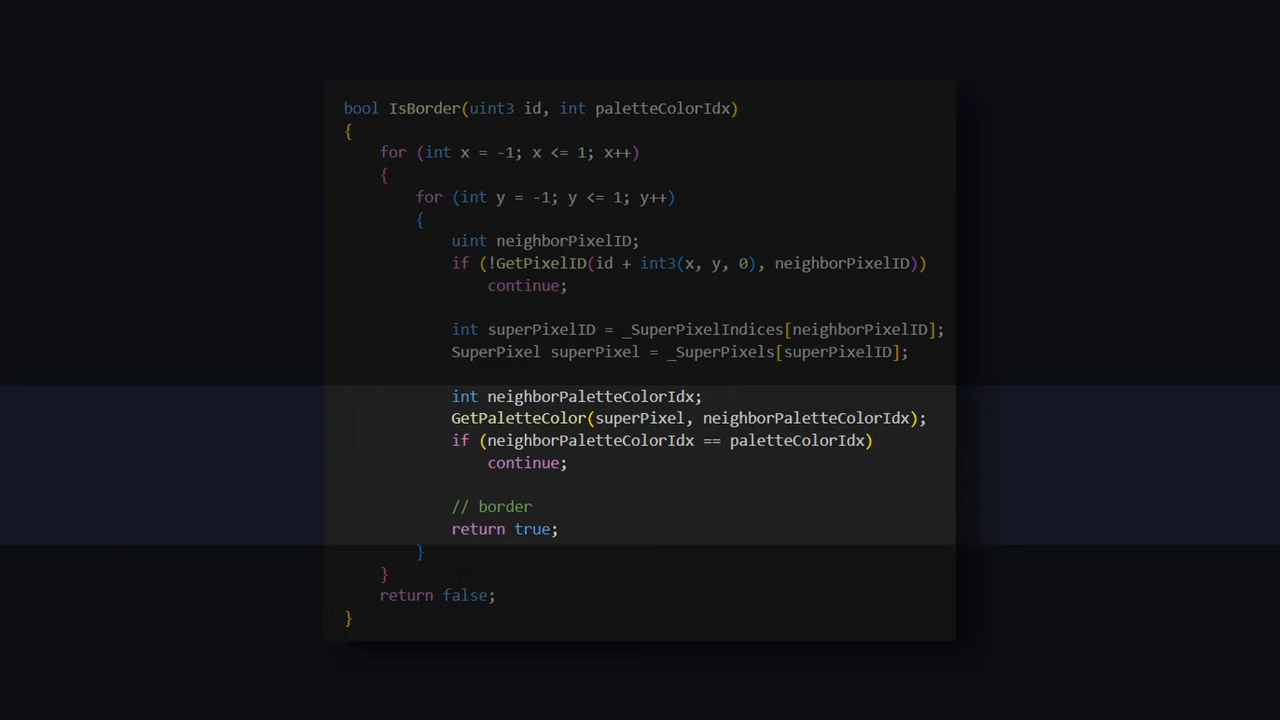 bool IsBorder(uint3 id, int paletteColorIdx)
{
    for (int x = -1; x <= 1; x++)
    {
        for (int y = -1; y <= 1; y++)
        {
            uint neighborPixelID;
            if (!GetPixelID(id + int3(x, y, 0), neighborPixelID))
                continue;

            int superPixelID = _SuperPixelIndices[neighborPixelID];
            SuperPixel superPixel = _SuperPixels[superPixelID];

            int neighborPaletteColorIdx;
            GetPaletteColor(superPixel, neighborPaletteColorIdx);
            if (neighborPaletteColorIdx == paletteColorIdx)
                continue;

            // border
            return true;
        }
    }
    return false;
}